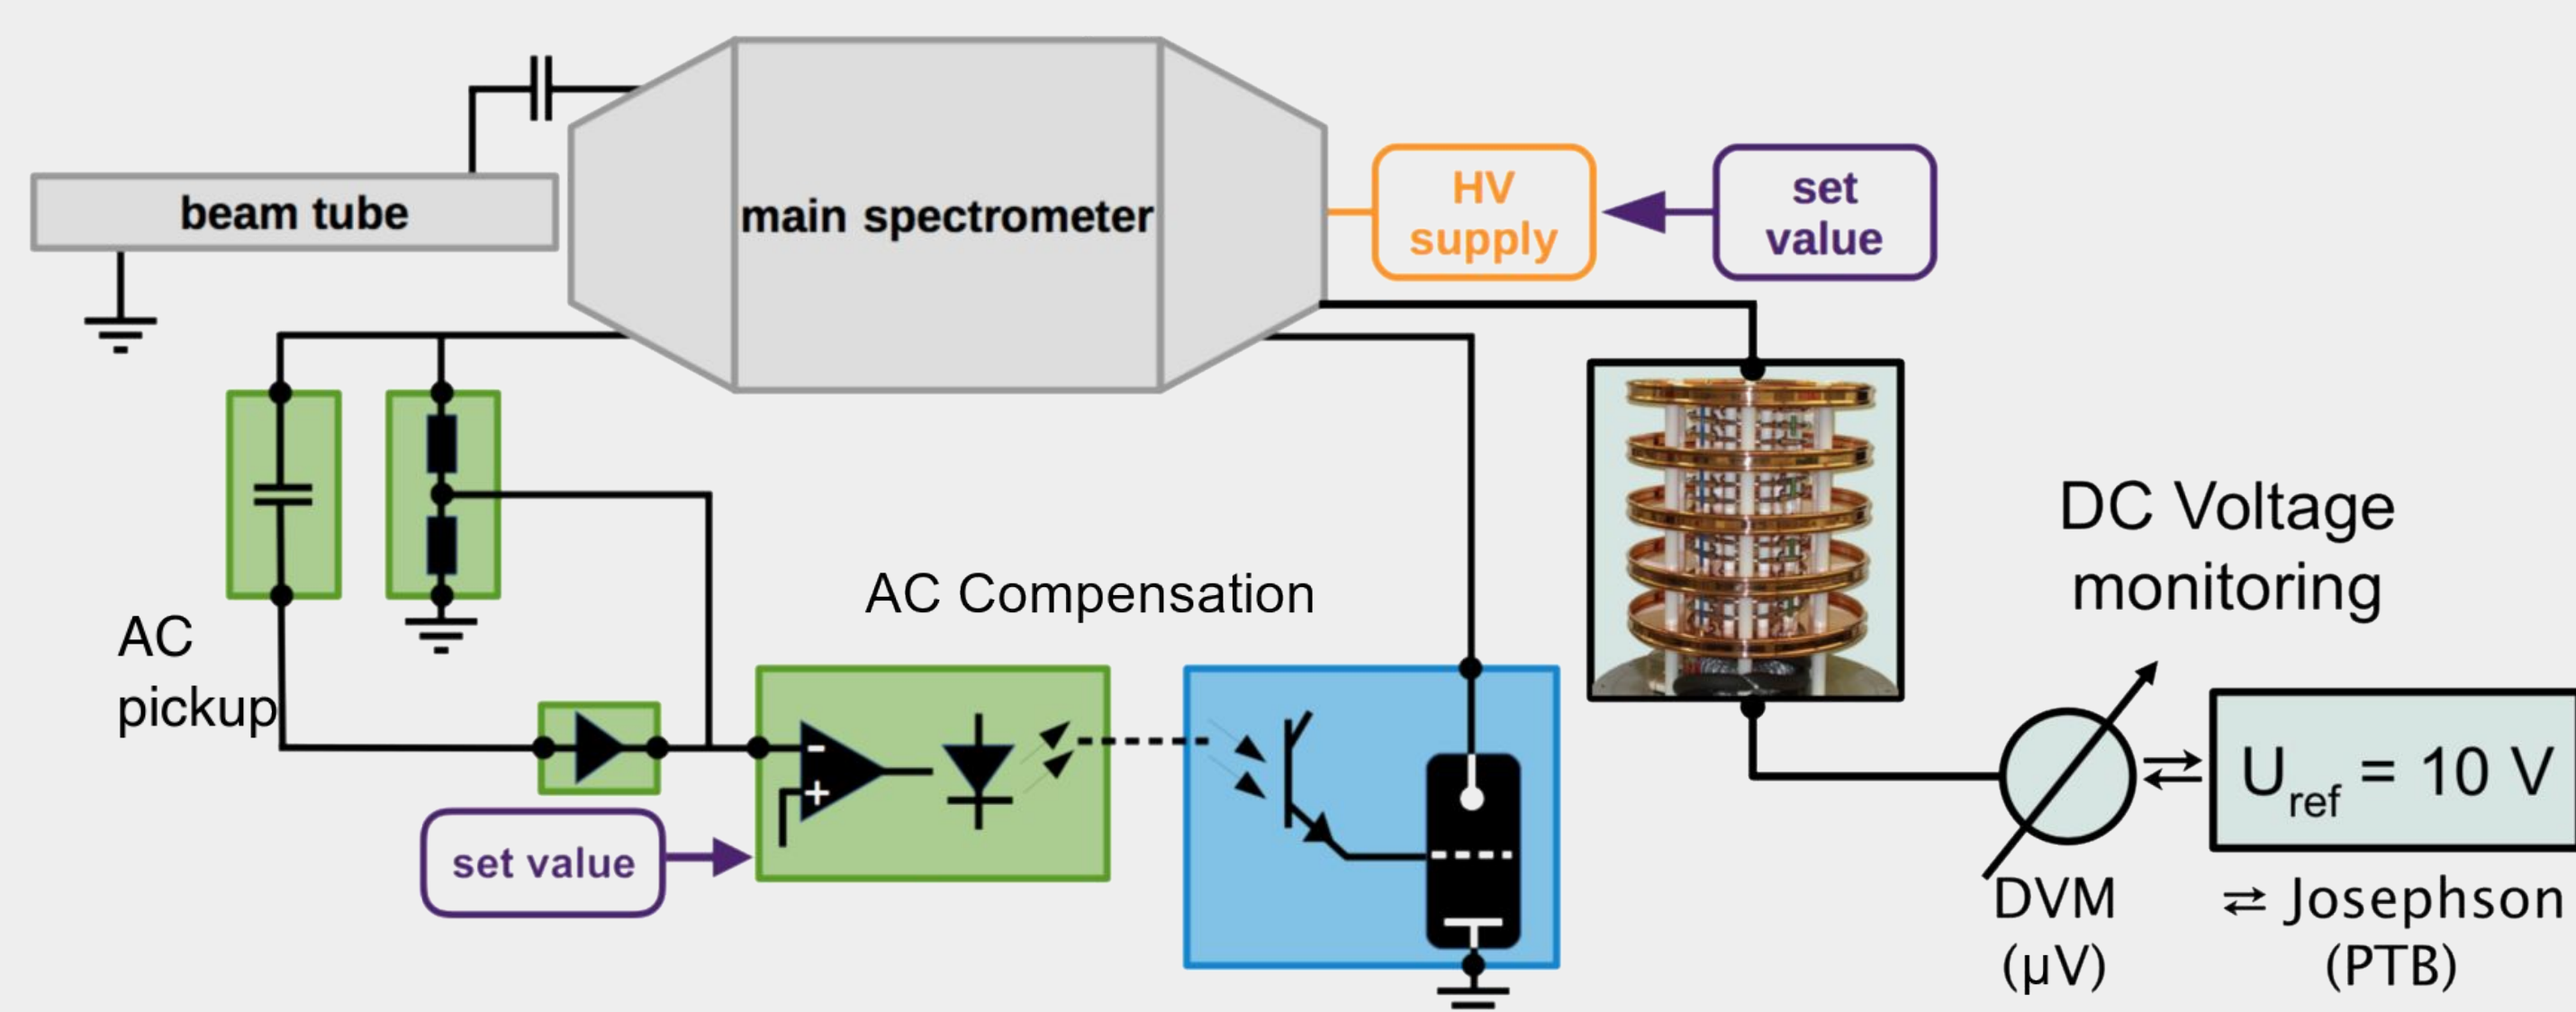 beam tube
main spectrometer
HV
supply
set
value
DC Voltage
monitoring
AC Compensation
AC
pickup
-
+
set value
U_ref = 10 V
DVM
(µV)
⇄ Josephson
(PTB)